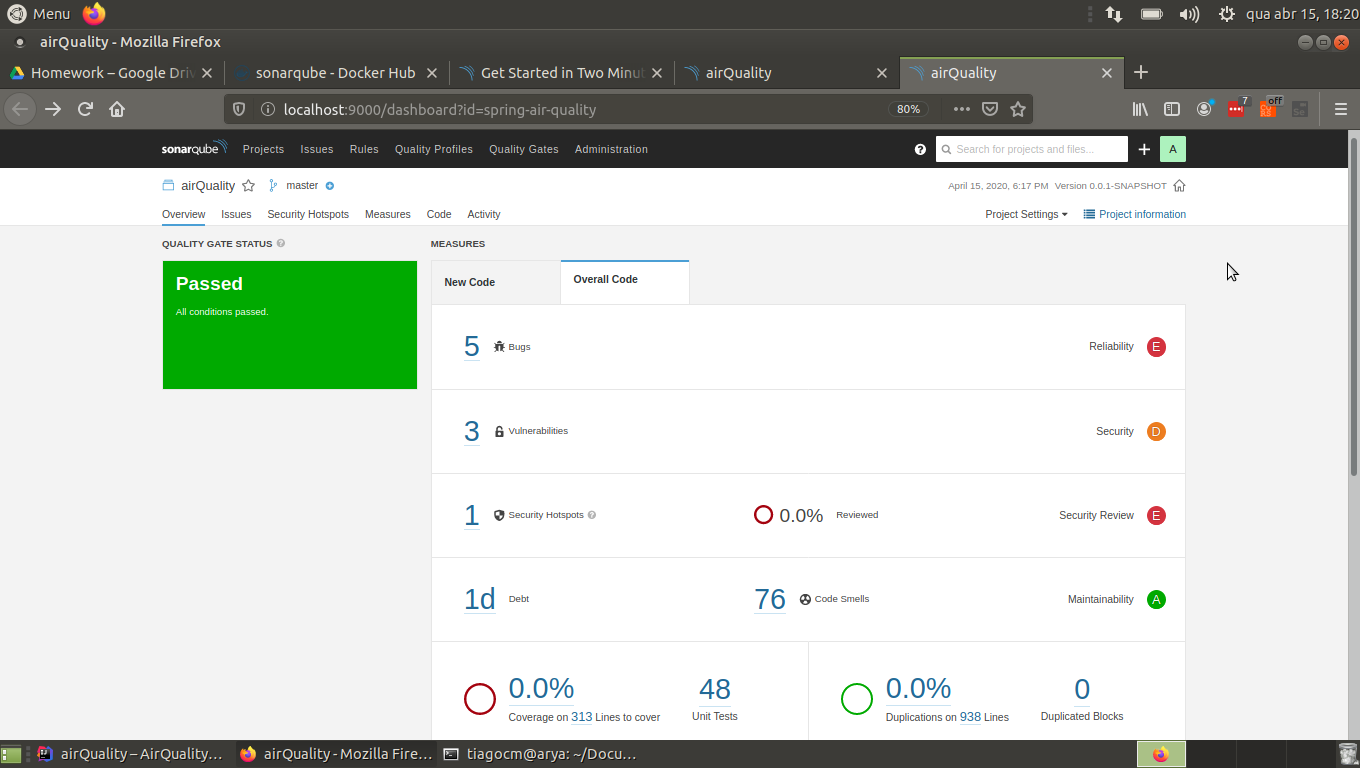 Menu
qua abr 15, 18:20
airQuality - Mozilla Firefox
Homework – Google Driv
sonarqube - Docker Hub
Get Started in Two Minut
airQuality
airQuality
localhost:9000/dashboard?id=spring-air-quality
80%
7
off
sonarqube Projects Issues Rules Quality Profiles Quality Gates Administration
Search for projects and files...
A
airQuality master
April 15, 2020, 6:17 PM Version 0.0.1-SNAPSHOT
Overview Issues Security Hotspots Measures Code Activity
Project Settings Project information
QUALITY GATE STATUS
MEASURES
Passed
All conditions passed.
New Code
Overall Code
5 Bugs Reliability E
3 Vulnerabilities Security D
1 Security Hotspots 0.0% Reviewed Security Review E
1d Debt 76 Code Smells Maintainability A
0.0%
Coverage on 313 Lines to cover
48
Unit Tests
0.0%
Duplications on 938 Lines
0
Duplicated Blocks
airQuality – AirQuality...
airQuality - Mozilla Fire...
tiagocm@arya: ~/Docu...